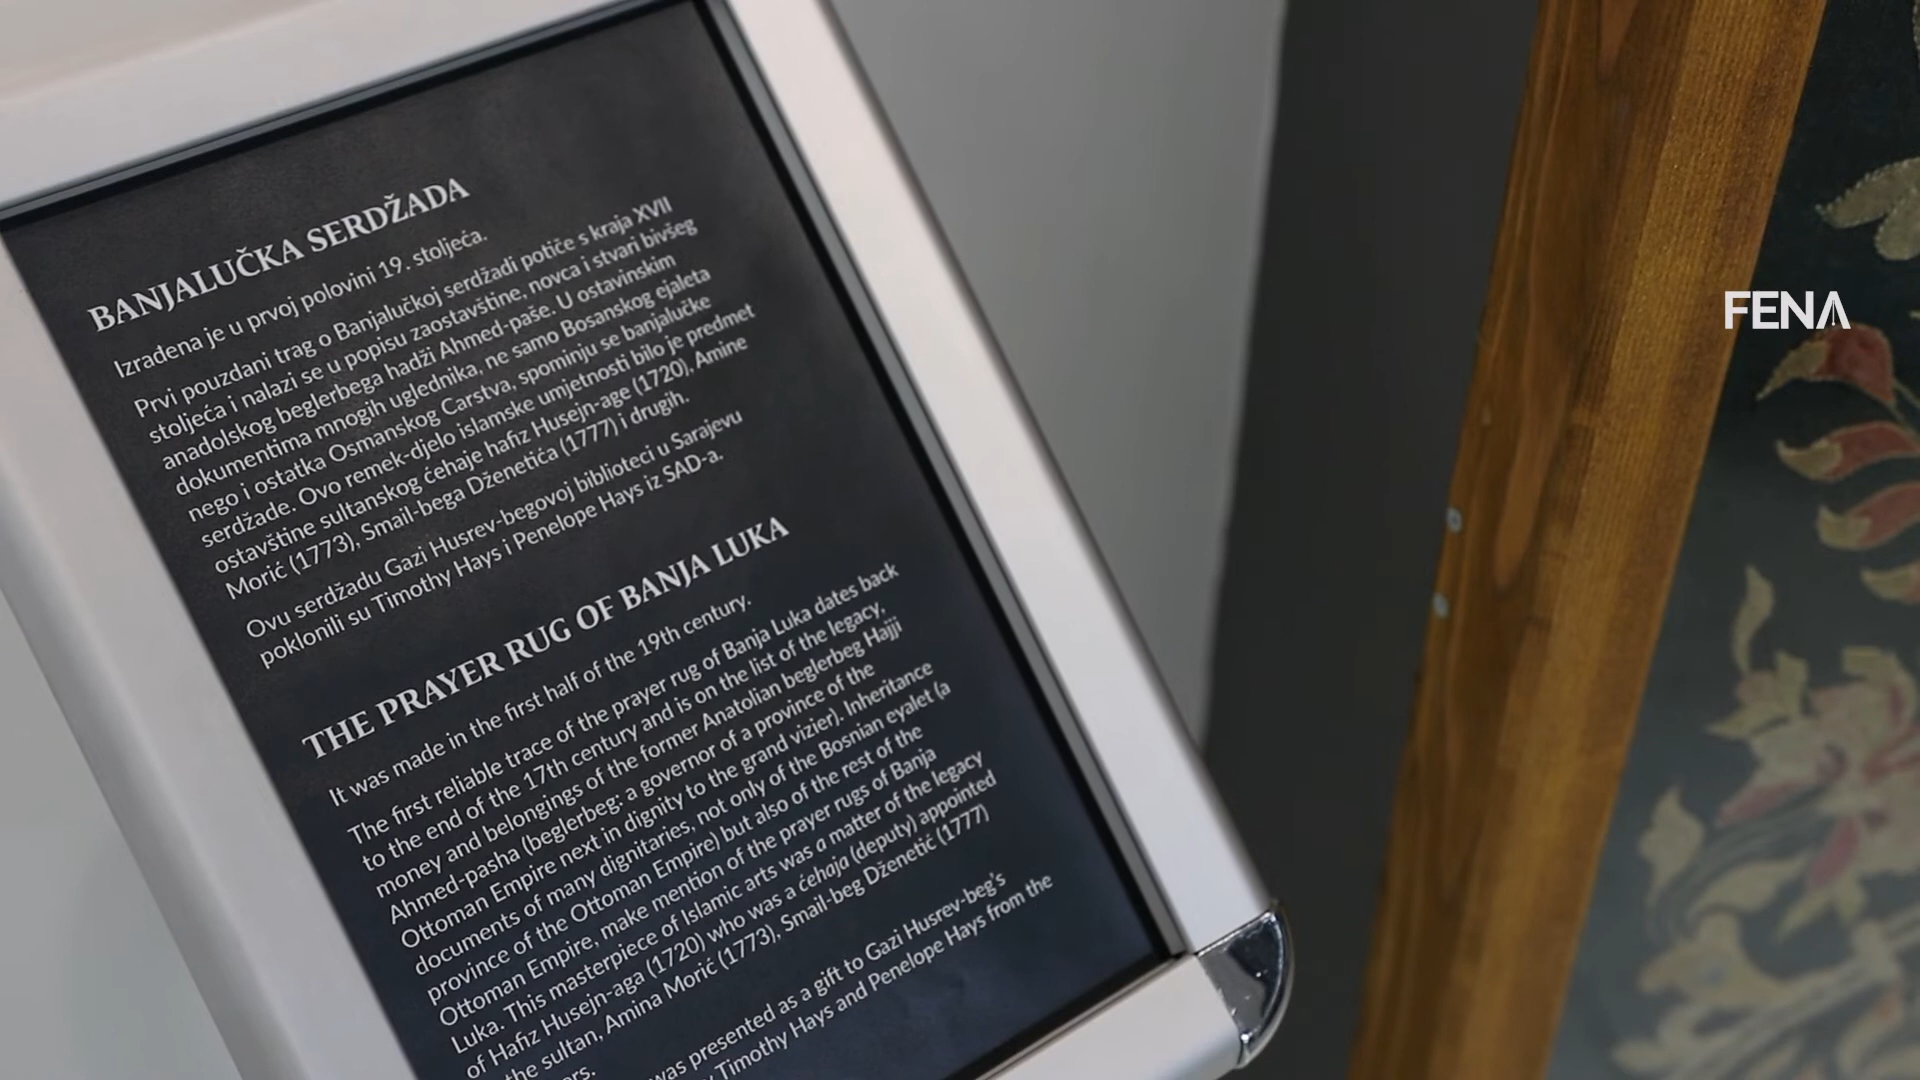 BANJALUČKA SERDŽADA
Izrađena je u prvoj polovini 19. stoljeća.
Prvi pouzdani trag o Banjalučkoj serdžadi potiče s kraja XVII
stoljeća i nalazi se u popisu zaostavštine, novca i stvari bivšeg
anadolskog beglerbega hadži Ahmed-paše. U ostavinskim
dokumentima mnogih uglednika, ne samo Bosanskog ejaleta
nego i ostatka Osmanskog Carstva, spominju se banjalučke
serdžade. Ovo remek-djelo islamske umjetnosti bilo je predmet
ostavštine sultanskog ćehaje hafiz Husejn-age (1720), Amine
Morić (1773), Smail-bega Dženetića (1777) i drugih.
Ovu serdžadu Gazi Husrev-begovoj biblioteci u Sarajevu
poklonili su Timothy Hays i Penelope Hays iz SAD-a.
THE PRAYER RUG OF BANJA LUKA
It was made in the first half of the 19th century.
The first reliable trace of the prayer rug of Banja Luka dates back
to the end of the 17th century and is on the list of the legacy,
money and belongings of the former Anatolian beglerbeg Hajji
Ahmed-pasha (beglerbeg: a governor of a province of the
Ottoman Empire next in dignity to the grand vizier). Inheritance
documents of many dignitaries, not only of the Bosnian eyalet (a
province of the Ottoman Empire) but also of the rest of the
Ottoman Empire, make mention of the prayer rugs of Banja
Luka. This masterpiece of Islamic arts was a matter of the legacy
of Hafiz Husejn-aga (1720) who was a ćehaja (deputy) appointed
the sultan, Amina Morić (1773), Smail-beg Dženetić (1777)
was presented as a gift to Gazi Husrev-beg's
Timothy Hays and Penelope Hays from the
FENA